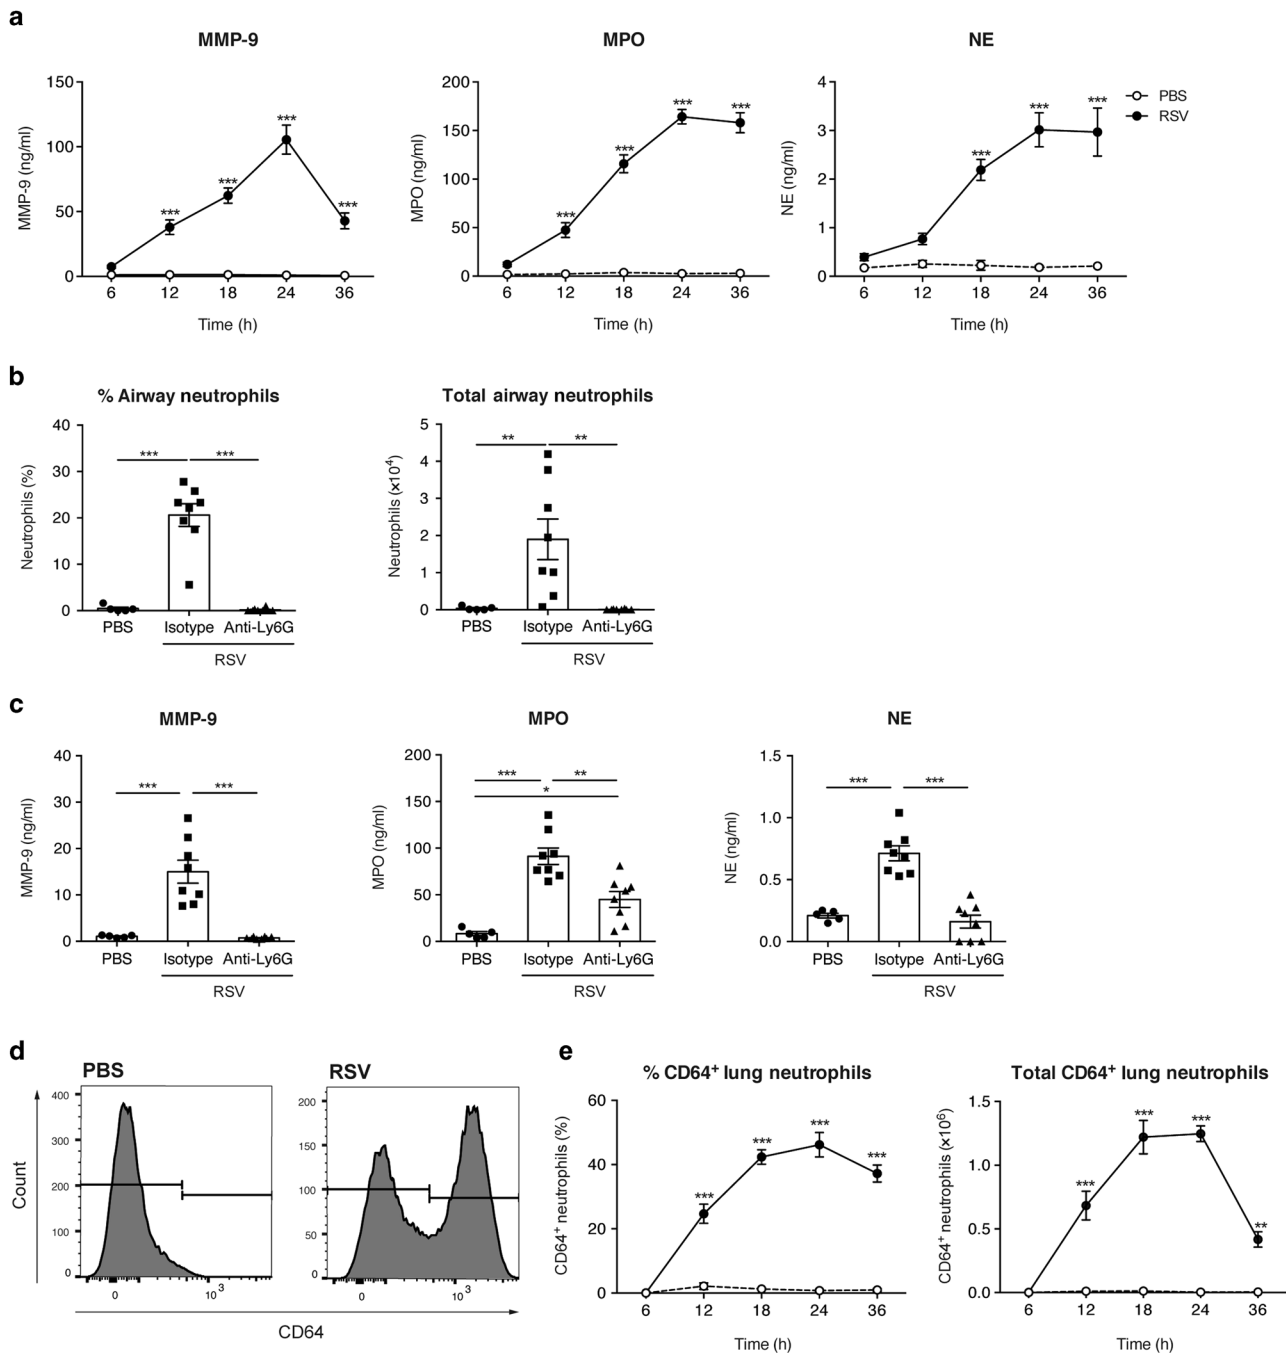 a
MMP-9
MPO
NE
150
100
50
0
MMP-9 (ng/ml)
***
***
***
***
6 12 18 24 36
Time (h)
200
150
100
50
0
MPO (ng/ml)
***
***
***
***
6 12 18 24 36
Time (h)
4
3
2
1
0
NE (ng/ml)
***
***
***
6 12 18 24 36
Time (h)
PBS
RSV
b
% Airway neutrophils
40
30
20
10
0
Neutrophils (%)
*** ***
PBS Isotype Anti-Ly6G
RSV
Total airway neutrophils
5
4
3
2
1
0
Neutrophils (×10⁴)
** **
PBS Isotype Anti-Ly6G
RSV
c
MMP-9
40
30
20
10
0
MMP-9 (ng/ml)
*** ***
PBS Isotype Anti-Ly6G
RSV
MPO
200
150
100
50
0
MPO (ng/ml)
*** **
*
PBS Isotype Anti-Ly6G
RSV
NE
1.5
1.0
0.5
0.0
NE (ng/ml)
*** ***
PBS Isotype Anti-Ly6G
RSV
d
PBS
400
300
200
100
0
Count
0 10³
RSV
200
150
100
50
0
0 10³
CD64
e
% CD64⁺ lung neutrophils
60
40
20
0
CD64⁺ neutrophils (%)
***
***
***
***
6 12 18 24 36
Time (h)
Total CD64⁺ lung neutrophils
1.5
1.0
0.5
0.0
CD64⁺ neutrophils (×10⁶)
***
***
***
**
6 12 18 24 36
Time (h)